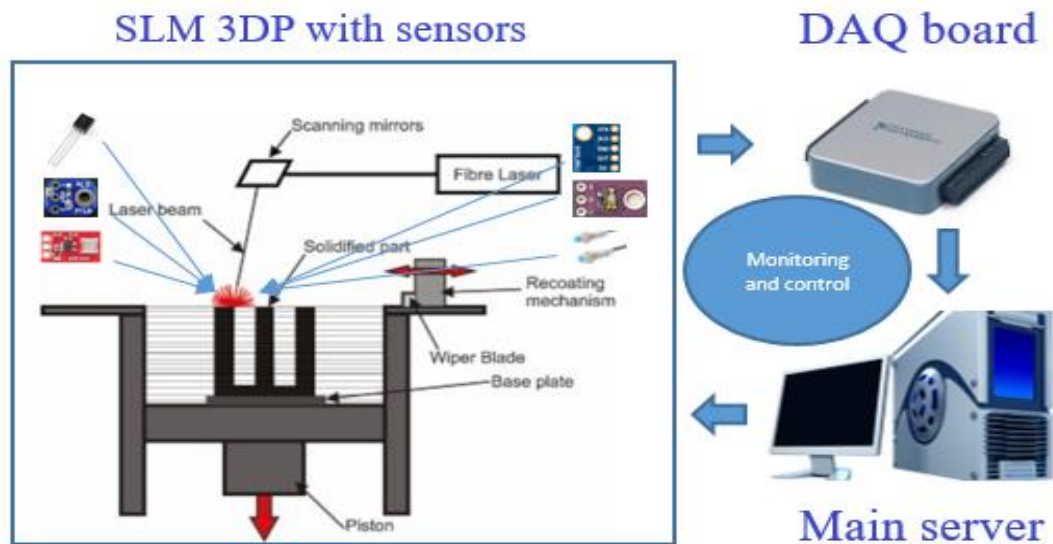 SLM 3DP with sensors
DAQ board
Scanning mirrors
Fibre Laser
Laser beam
Solidified part
Recoating
mechanism
Wiper Blade
Base plate
Piston
Monitoring
and control
Main server